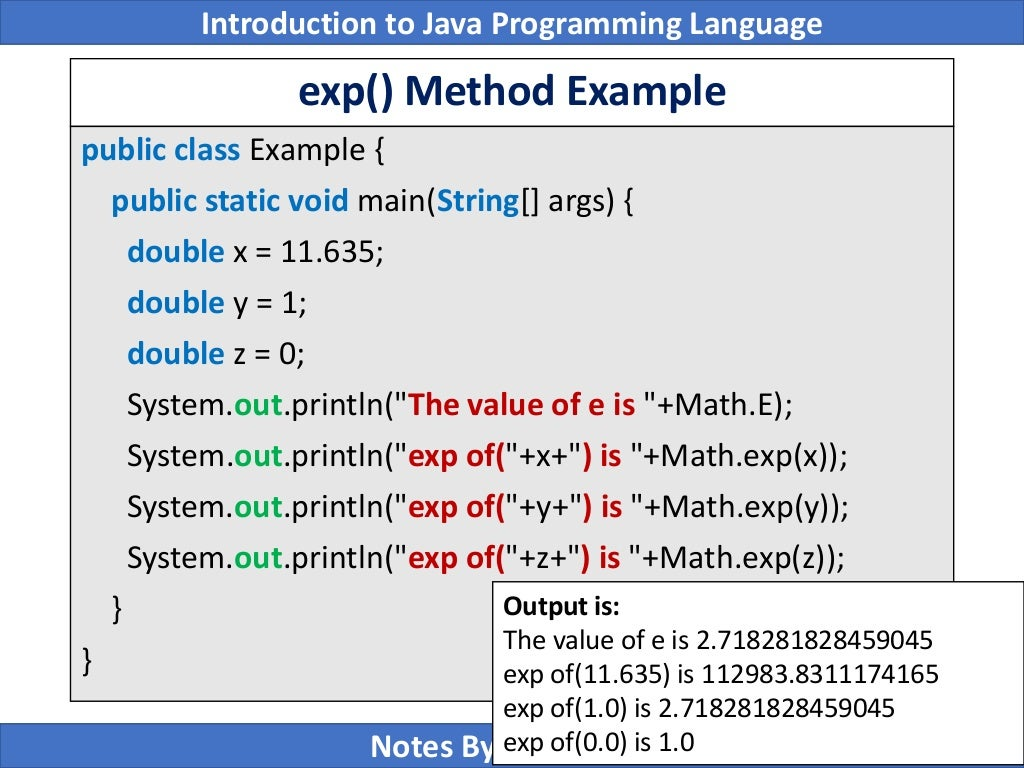 Introduction to Java Programming Language
exp() Method Example
public class Example {
public static void main(String[] args) {
double x = 11.635;
double y = 1;
double z = 0;
System.out.println("The value of e is "+Math.E);
System.out.println("exp of("+x+") is "+Math.exp(x));
System.out.println("exp of("+y+") is "+Math.exp(y));
System.out.println("exp of("+z+") is "+Math.exp(z));
}
}
Output is:
The value of e is 2.718281828459045
exp of(11.635) is 112983.8311174165
exp of(1.0) is 2.718281828459045
exp of(0.0) is 1.0
Notes By